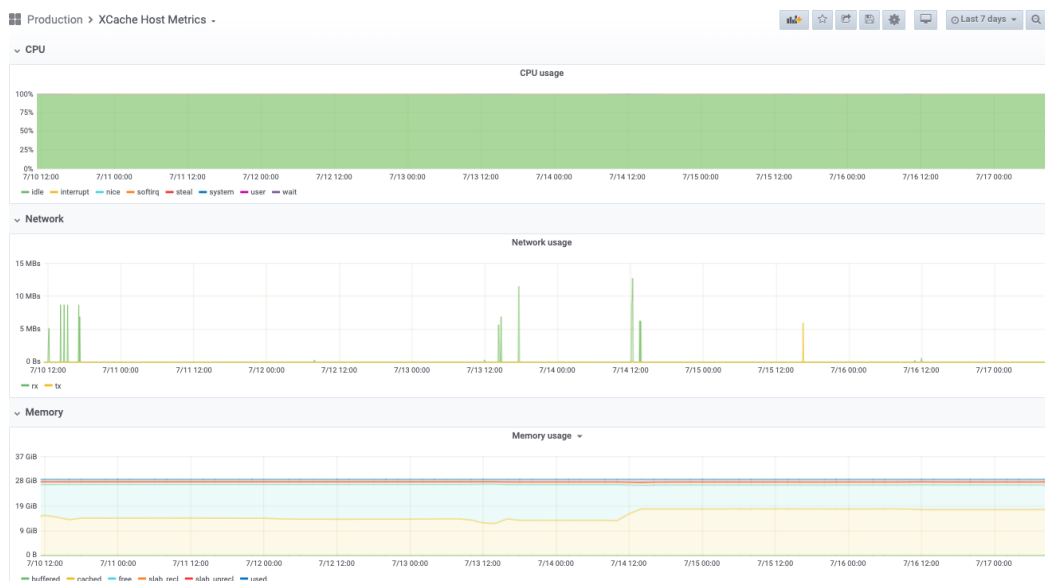 Production > XCache Host Metrics
Last 7 days
CPU
CPU usage
100%
75%
50%
25%
0%
7/10 12:00 7/11 00:00 7/11 12:00 7/12 00:00 7/12 12:00 7/13 00:00 7/13 12:00 7/14 00:00 7/14 12:00 7/15 00:00 7/15 12:00 7/16 00:00 7/16 12:00 7/17 00:00
idle interrupt nice softirq steal system user wait
Network
Network usage
15 MBs
10 MBs
5 MBs
0 Bs
7/10 12:00 7/11 00:00 7/11 12:00 7/12 00:00 7/12 12:00 7/13 00:00 7/13 12:00 7/14 00:00 7/14 12:00 7/15 00:00 7/15 12:00 7/16 00:00 7/16 12:00 7/17 00:00
rx tx
Memory
Memory usage
37 GiB
28 GiB
19 GiB
9 GiB
0 B
7/10 12:00 7/11 00:00 7/11 12:00 7/12 00:00 7/12 12:00 7/13 00:00 7/13 12:00 7/14 00:00 7/14 12:00 7/15 00:00 7/15 12:00 7/16 00:00 7/16 12:00 7/17 00:00
buffered cached free slab_recl slab_unrecl used